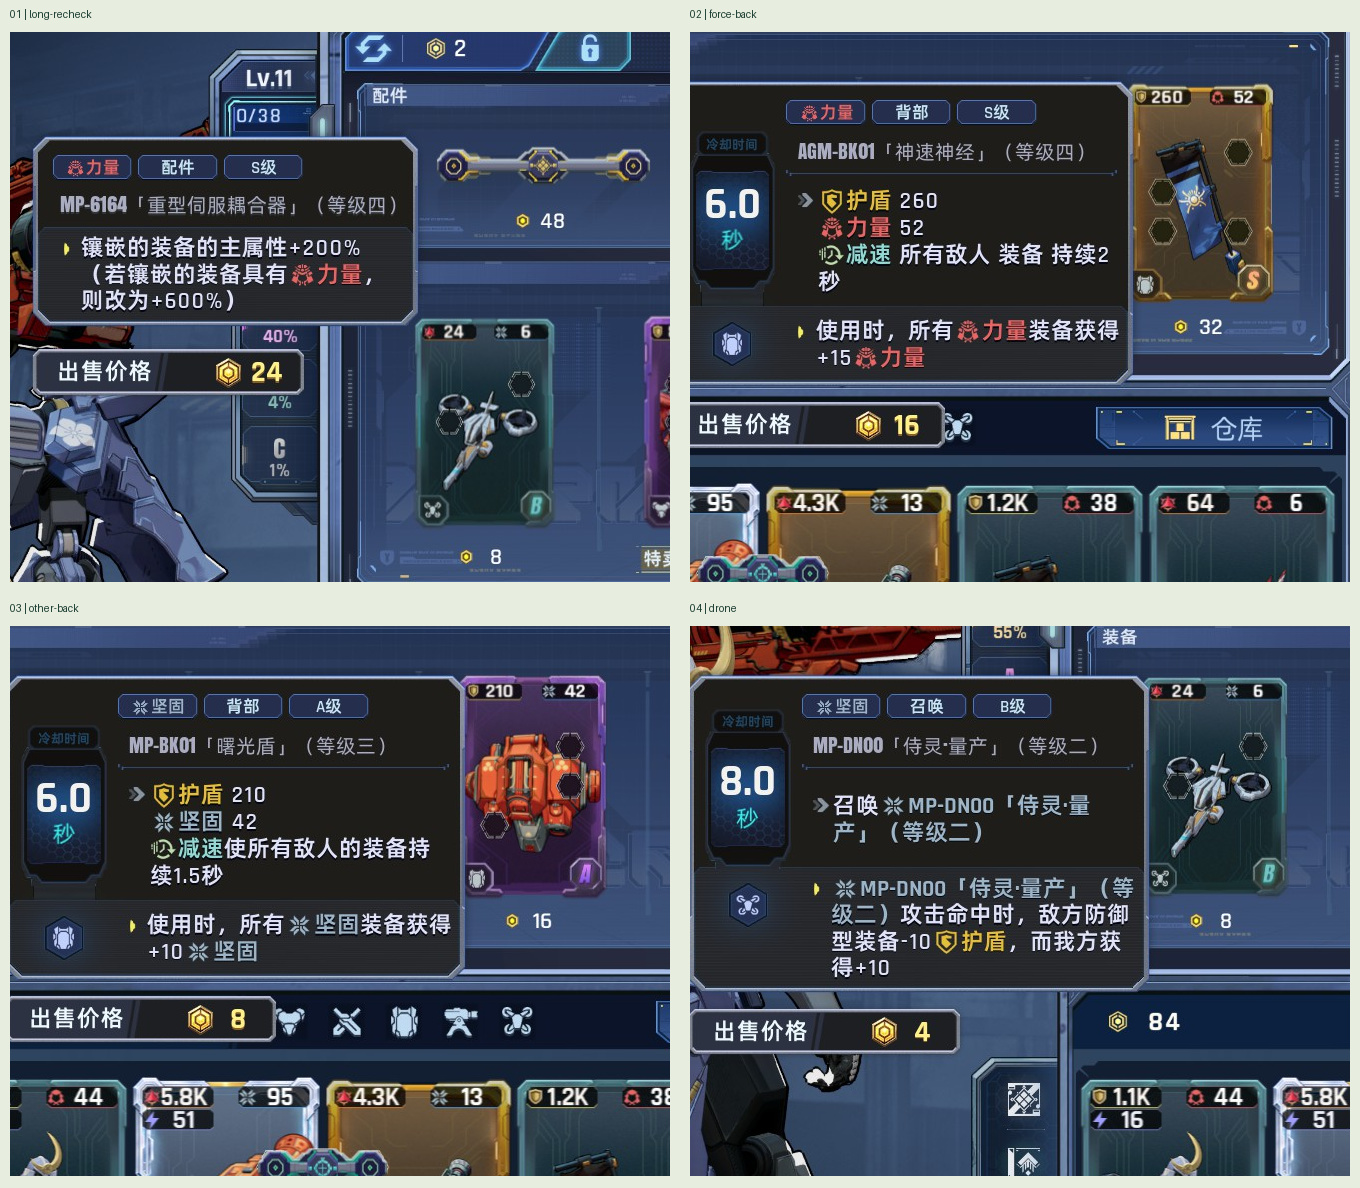 01 | long-recheck
2
Lv.11
0/38
配件
力量 配件 S级
MP-6164「重型伺服耦合器」（等级四）
48
镶嵌的装备的主属性+200%
（若镶嵌的装备具有力量，
则改为+600%）
40%
24 6
出售价格 24
4%
C
1%
B
8
特卖
02 | force-back
260 52
力量 背部 S级
冷却时间
AGM-BK01「神速神经」（等级四）
6.0
秒
护盾 260
力量 52
减速 所有敌人 装备 持续2
秒
S
使用时，所有力量装备获得
+15力量
32
出售价格 16
仓库
95 4.3K 13 1.2K 38 64 6
03 | other-back
210 42
坚固 背部 A级
冷却时间
MP-BK01「曙光盾」（等级三）
6.0
秒
护盾 210
坚固 42
减速使所有敌人的装备持
续1.5秒
A
使用时，所有坚固装备获得
+10坚固
16
出售价格 8
44 5.8K 95 4.3K 13 1.2K 38
51
04 | drone
55%
装备
24 6
坚固 召唤 B级
冷却时间
MP-DN00「侍灵·量产」（等级二）
8.0
秒
召唤MP-DN00「侍灵·量
产」（等级二）
B
MP-DN00「侍灵·量产」（等
级二）攻击命中时，敌方防御
型装备-10护盾，而我方获
得+10
8
出售价格 4
84
1.1K 44 5.8K
16 51